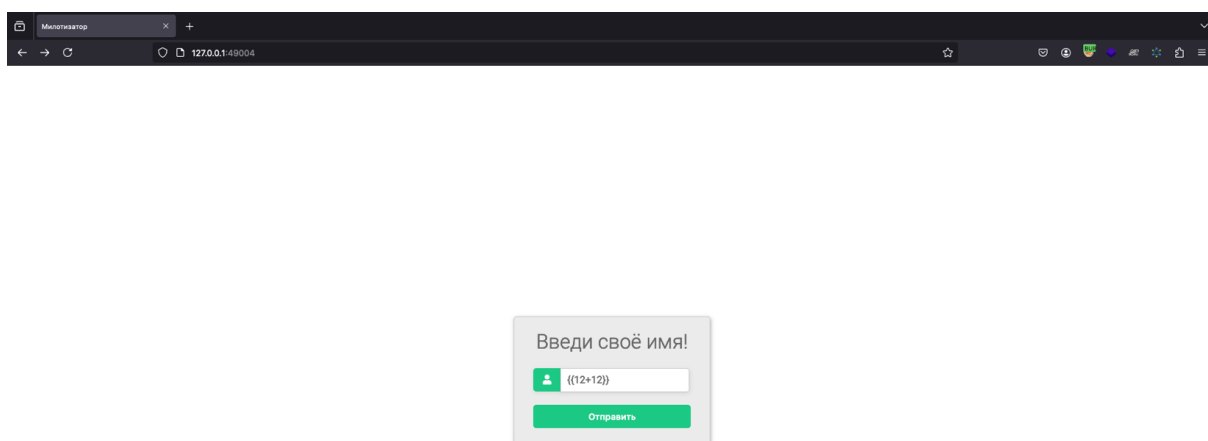 Милотизатор
127.0.0.1:49004
Введи своё имя!
{{12+12}}
Отправить